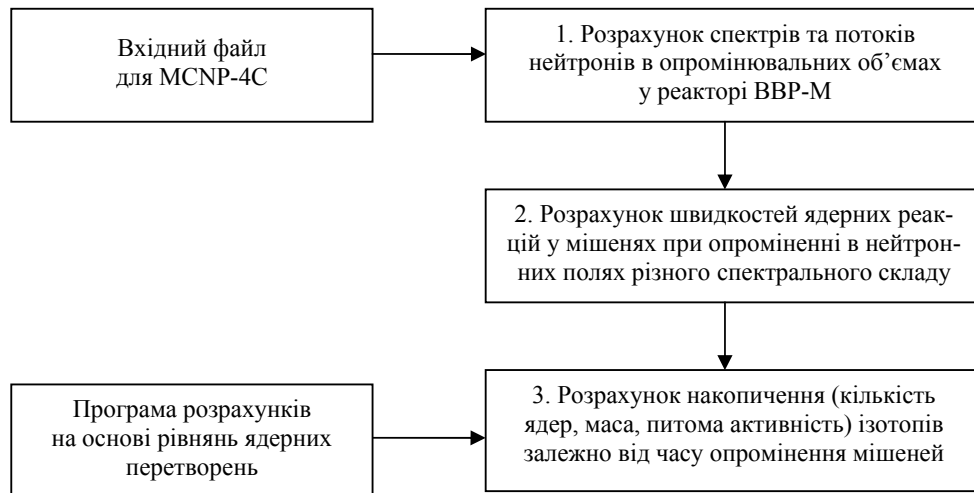 Вхідний файл
для MCNP-4C
1. Розрахунок спектрів та потоків
нейтронів в опромінювальних об’ємах
у реакторі ВВР-М
2. Розрахунок швидкостей ядерних реак-
цій у мішенях при опроміненні в нейтрон-
них полях різного спектрального складу
Програма розрахунків
на основі рівнянь ядерних
перетворень
3. Розрахунок накопичення (кількість
ядер, маса, питома активність) ізотопів
залежно від часу опромінення мішеней